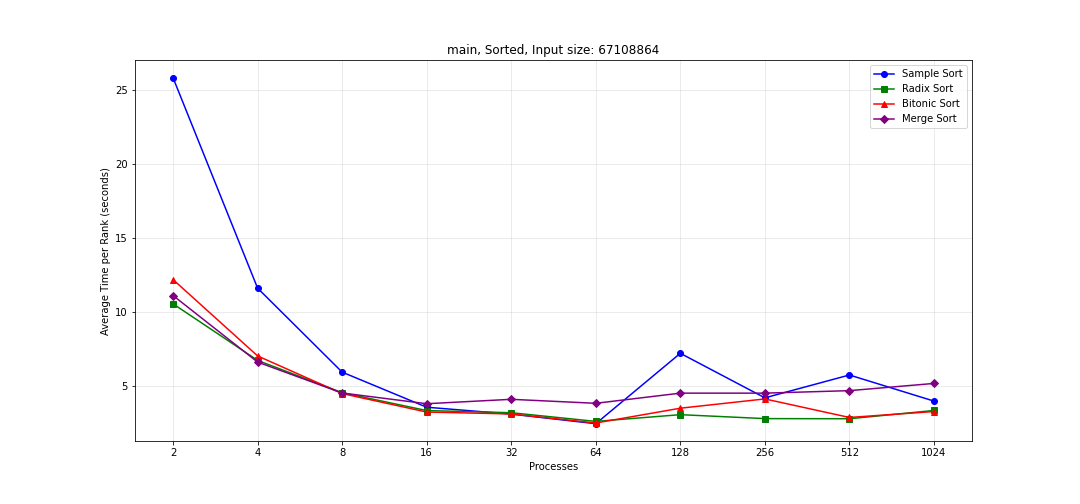 main, Sorted, Input size: 67108864
Sample Sort
Radix Sort
Bitonic Sort
Merge Sort
Average Time per Rank (seconds)
25
20
15
10
5
2 4 8 16 32 64 128 256 512 1024
Processes